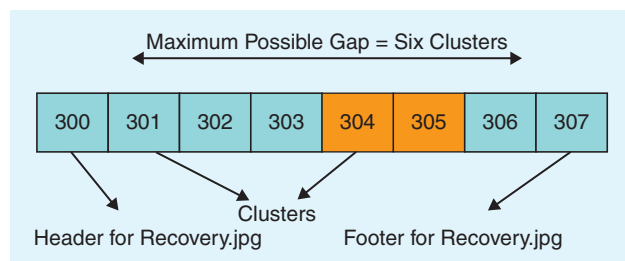 Maximum Possible Gap = Six Clusters
300 301 302 303 304 305 306 307
Clusters
Header for Recovery.jpg Footer for Recovery.jpg